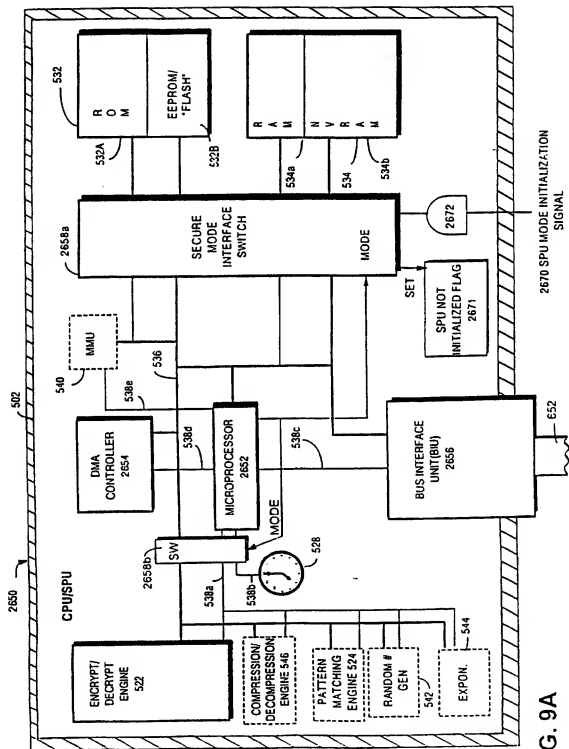 2650
502
CPU/SPU
ENCRYPT/
DECRYPT
ENGINE
522
COMPRESSION/
DECOMPRESSION
ENGINE 546
PATTERN
MATCHING
ENGINE 524
RANDOM #
GEN
542
EXPON.
544
2658b
SW
538a
538b
528
MODE
DMA
CONTROLLER
2654
538d
MICROPROCESSOR
2652
538c
MMU
540
538e
536
BUS INTERFACE
UNIT(BIU)
2656
652
2658a
SECURE
MODE
INTERFACE
SWITCH
MODE
SET
SPU NOT
INITIALIZED FLAG
2671
2672
2670 SPU MODE INITIALIZATION
SIGNAL
532
ROM
532A
EEPROM/
"FLASH"
532B
RAM
534a
NVRAM
534
534b
G. 9A